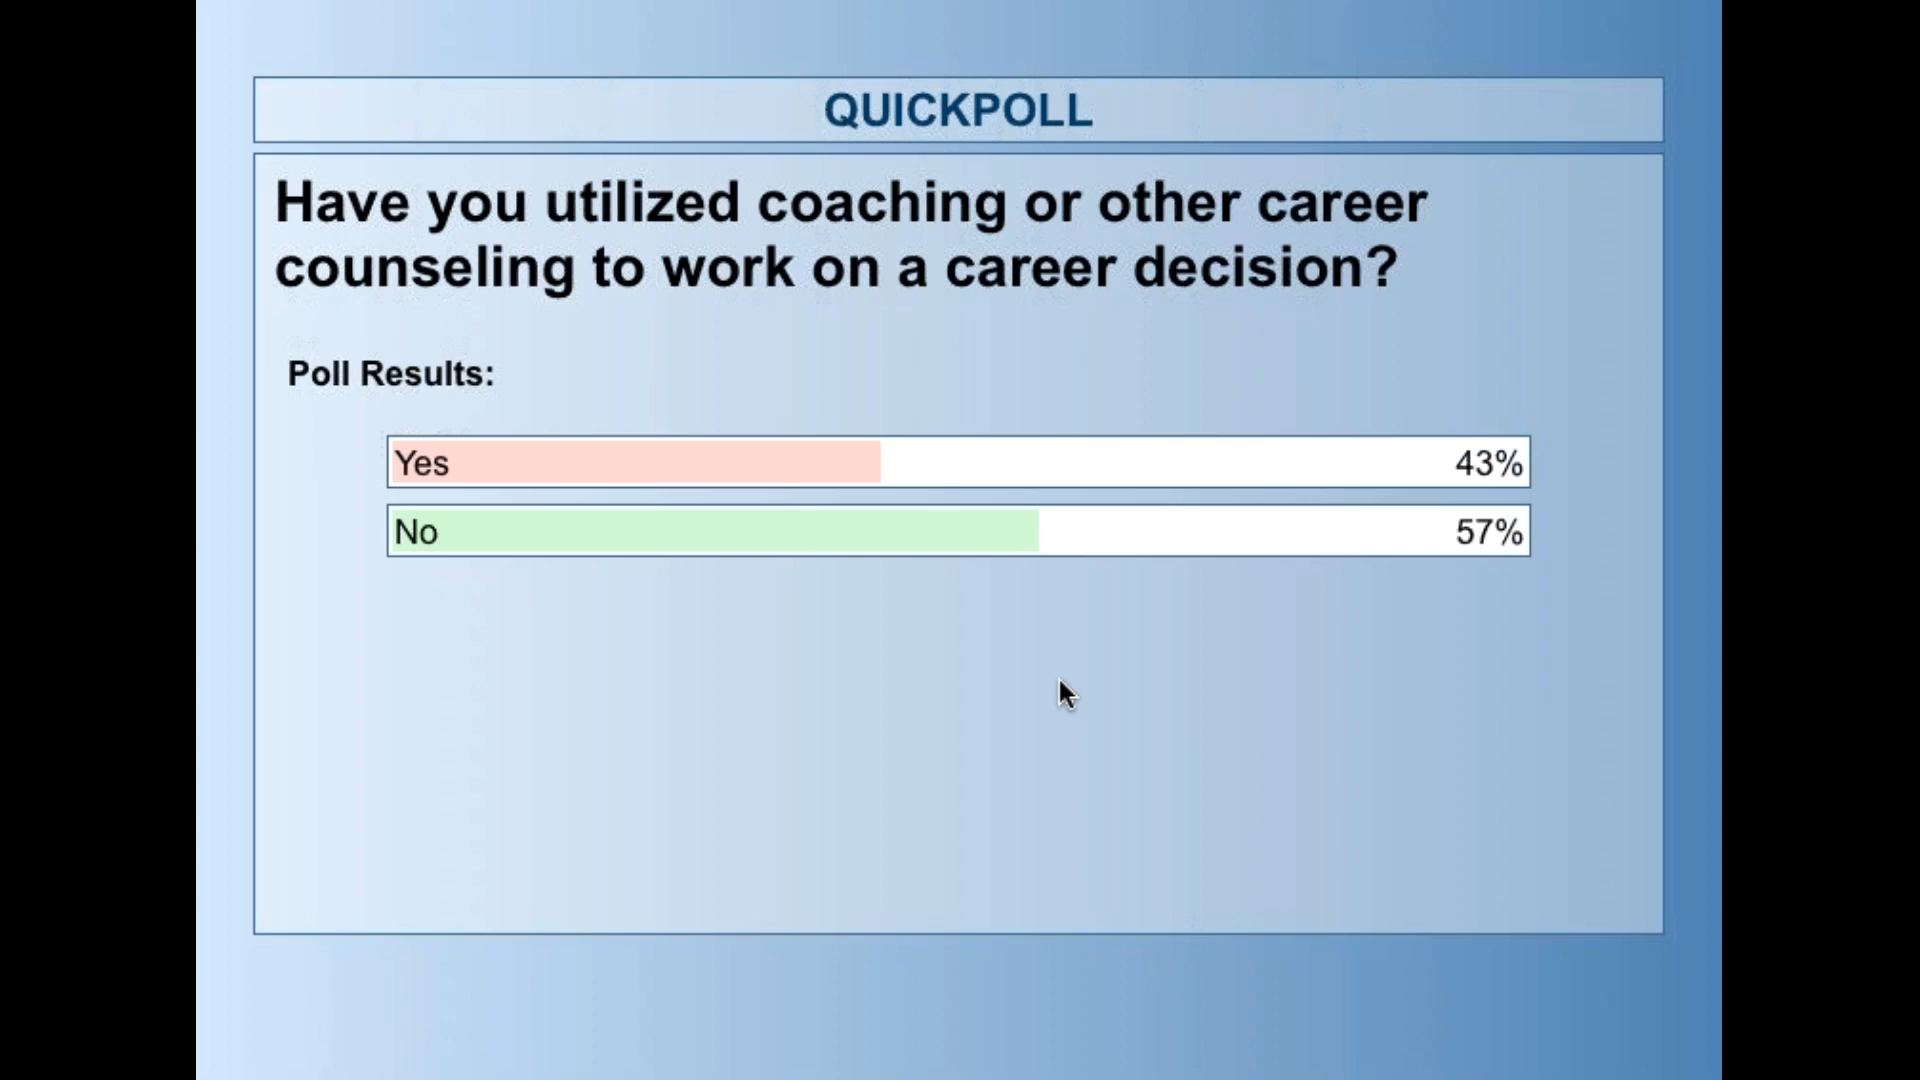 QUICKPOLL
Have you utilized coaching or other career
counseling to work on a career decision?
Poll Results:
Yes 43%
No 57%